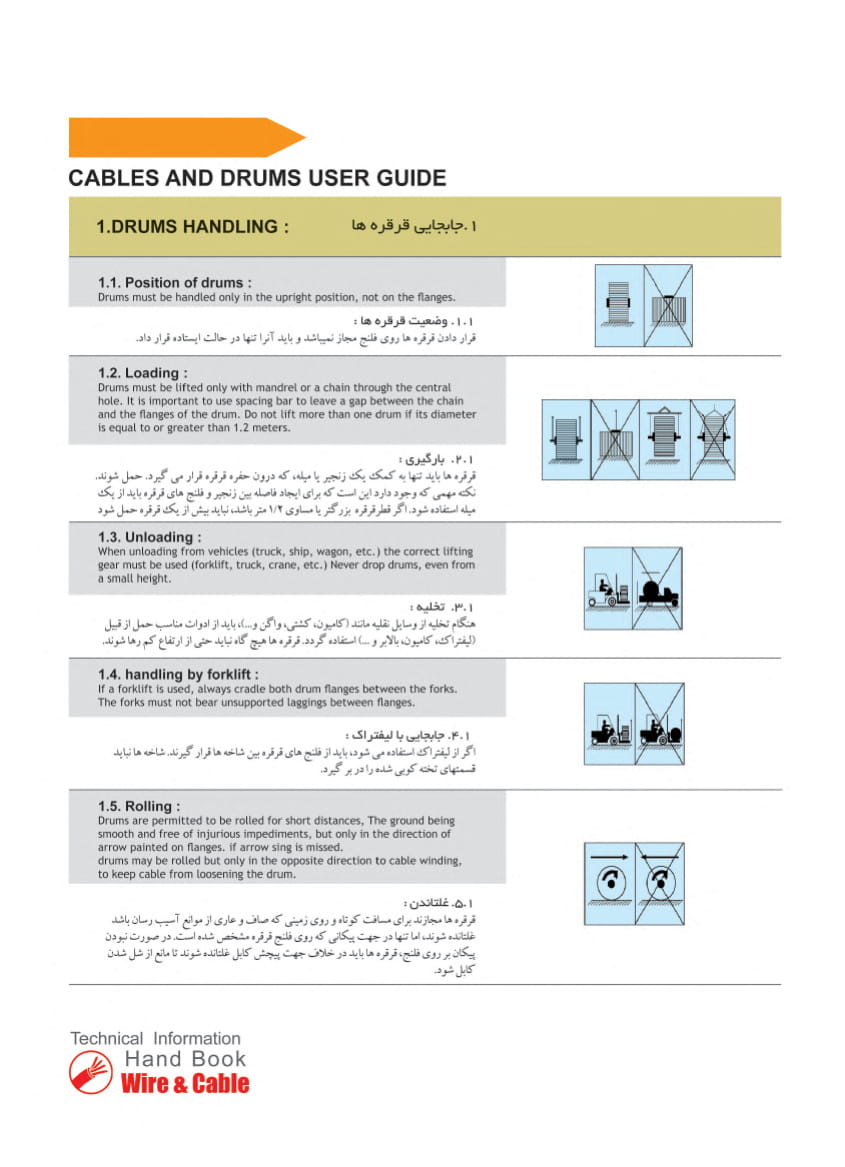 CABLES AND DRUMS USER GUIDE
1.DRUMS HANDLING :
۱.جابجایی قرقره ها
1.1. Position of drums :
Drums must be handled only in the upright position, not on the flanges.
۱.۱. وضعیت قرقره ها :
قرار دادن قرقره ها روی فلنج مجاز نمیباشد و باید آنرا تنها در حالت ایستاده قرار داد.
1.2. Loading :
Drums must be lifted only with mandrel or a chain through the central
hole. It is important to use spacing bar to leave a gap between the chain
and the flanges of the drum. Do not lift more than one drum if its diameter
is equal to or greater than 1.2 meters.
۲.۱. بارگیری :
قرقره ها باید تنها به کمک یک زنجیر یا میله، که درون حفره قرقره قرار می گیرد. حمل شوند.
نکته مهمی که وجود دارد این است که برای ایجاد فاصله بین زنجیر و فلنج های قرقره باید از یک
میله استفاده شود. اگر قطرقرقره بزرگتر یا مساوی ۱/۲ متر باشد، نباید بیش از یک قرقره حمل شود
1.3. Unloading :
When unloading from vehicles (truck, ship, wagon, etc.) the correct lifting
gear must be used (forklift, truck, crane, etc.) Never drop drums, even from
a small height.
۳.۱. تخلیه :
هنگام تخلیه از وسایل نقلیه مانند (کامیون، کشتی، واگن و...)، باید از ادوات مناسب حمل از قبیل
(لیفتراک، کامیون، بالابر و ...) استفاده گردد. قرقره ها هیچ گاه نباید حتی از ارتفاع کم رها شوند.
1.4. handling by forklift :
If a forklift is used, always cradle both drum flanges between the forks.
The forks must not bear unsupported laggings between flanges.
۴.۱. جابجایی با لیفتراک :
اگر از لیفتراک استفاده می شود، باید از فلنج های قرقره بین شاخه ها قرار گیرند. شاخه ها نباید
قسمتهای تخته کوبی شده را در بر گیرد.
1.5. Rolling :
Drums are permitted to be rolled for short distances, The ground being
smooth and free of injurious impediments, but only in the direction of
arrow painted on flanges. if arrow sing is missed.
drums may be rolled but only in the opposite direction to cable winding,
to keep cable from loosening the drum.
۵.۱. غلتاندن :
قرقره ها مجازند برای مسافت کوتاه و روی زمینی که صاف و عاری از موانع آسیب رسان باشد
غلتانده شوند، اما تنها در جهت پیکانی که روی فلنج قرقره مشخص شده است. در صورت نبودن
پیکان بر روی فلنج، قرقره ها باید در خلاف جهت پیچش کابل غلتانده شوند تا مانع از شل شدن
کابل شود.
Technical Information
Hand Book
Wire & Cable